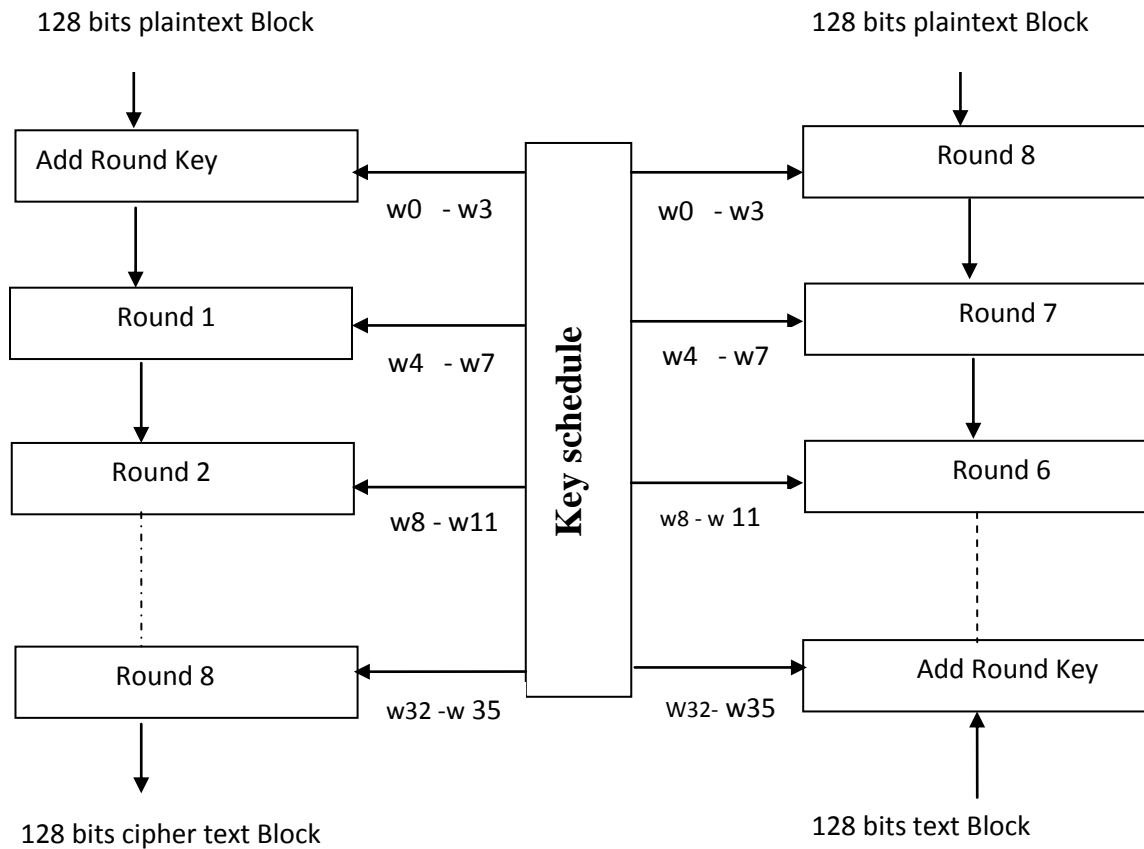 128 bits plaintext Block
128 bits plaintext Block
Add Round Key
Round 8
w0 - w3
w0 - w3
Round 1
Round 7
w4 - w7
w4 - w7
Key schedule
Round 2
Round 6
w8 - w11
w8 - w 11
Round 8
Add Round Key
w32 -w 35
W32- w35
128 bits cipher text Block
128 bits text Block